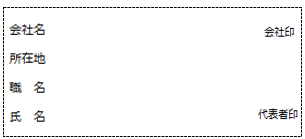 会社名　会社印
所在地
職　名
氏　名　代表者印